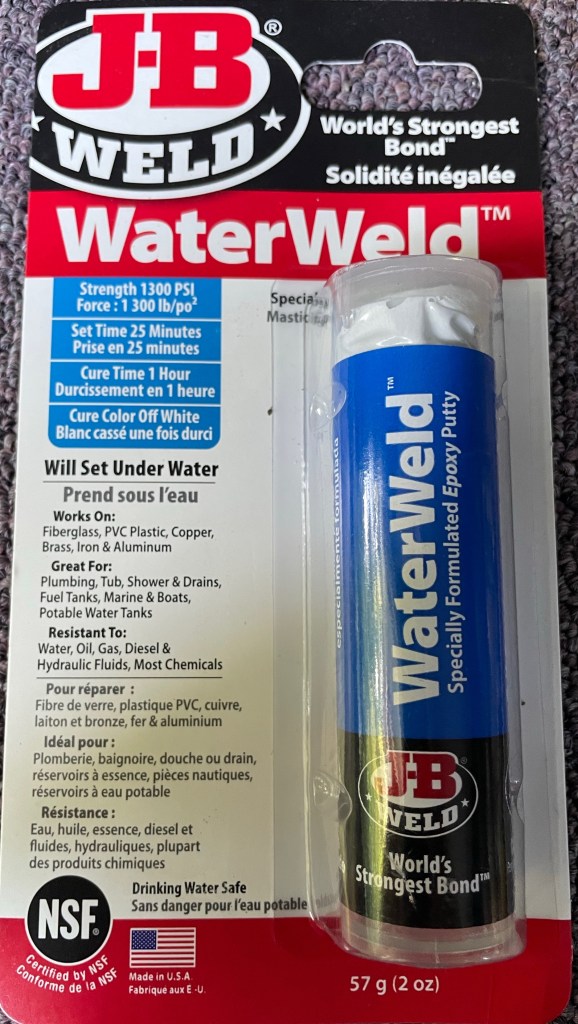 J-B®
WELD
World's Strongest
Bond™
Solidité inégalée
WaterWeld™
Strength 1300 PSI
Force : 1 300 lb/po²
Set Time 25 Minutes
Prise en 25 minutes
Cure Time 1 Hour
Durcissement en 1 heure
Cure Color Off White
Blanc cassé une fois durci
Mastic
Will Set Under Water
Prend sous l'eau
Works On:
Fiberglass, PVC Plastic, Copper,
Brass, Iron & Aluminum
Great For:
Plumbing, Tub, Shower & Drains,
Fuel Tanks, Marine & Boats,
Potable Water Tanks
Resistant To:
Water, Oil, Gas, Diesel &
Hydraulic Fluids, Most Chemicals
Pour réparer :
Fibre de verre, plastique PVC, cuivre,
laiton et bronze, fer & aluminium
Idéal pour :
Plomberie, baignoire, douche ou drain,
réservoirs à essence, pièces nautiques,
réservoirs à eau potable
Résistance :
Eau, huile, essence, diesel et
fluides, hydrauliques, plupart
des produits chimiques
NSF®
Certified by NSF
Conforme de la NSF
Drinking Water Safe
Sans danger pour l'eau potable
Made in U.S.A.
Fabrique aux E -U.
57 g (2 oz)
especialmente formulada
WaterWeld™
Specially Formulated Epoxy Putty
J-B®
WELD
World's
Strongest Bond™